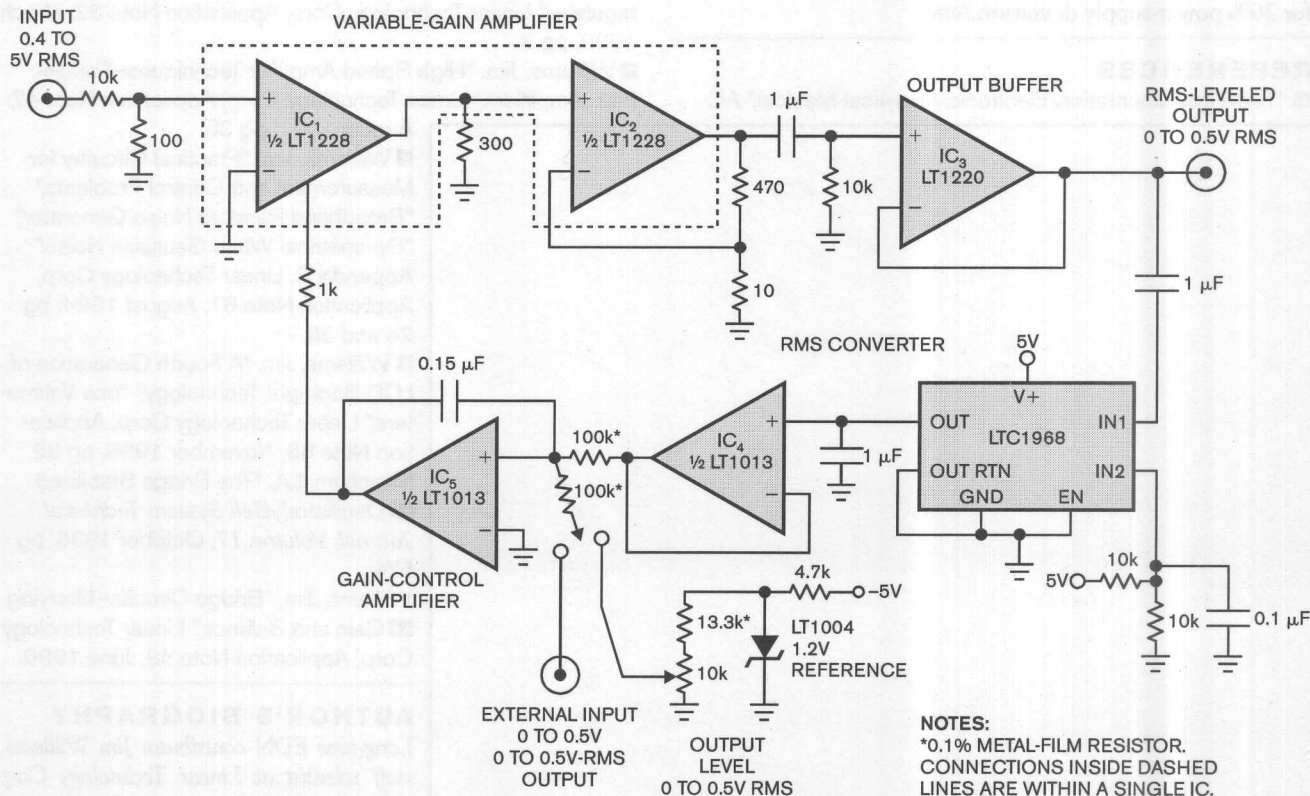 INPUT
0.4 TO
5V RMS
VARIABLE-GAIN AMPLIFIER
10k
100
+
IC1
½ LT1228
−
300
+
IC2
½ LT1228
−
1 µF
470
10k
10
OUTPUT BUFFER
+
IC3
LT1220
−
RMS-LEVELED
OUTPUT
0 TO 0.5V RMS
1 µF
1k
0.15 µF
+
IC5
½ LT1013
−
GAIN-CONTROL
AMPLIFIER
100k*
100k*
RMS CONVERTER
+
IC4
½ LT1013
−
1 µF
5V
V+
OUT
LTC1968
IN1
OUT RTN
IN2
GND
EN
10k
5V
10k
0.1 µF
4.7k
−5V
13.3k*
LT1004
1.2V
REFERENCE
10k
EXTERNAL INPUT
0 TO 0.5V
0 TO 0.5V-RMS
OUTPUT
OUTPUT
LEVEL
0 TO 0.5V RMS
NOTES:
*0.1% METAL-FILM RESISTOR.
CONNECTIONS INSIDE DASHED
LINES ARE WITHIN A SINGLE IC.